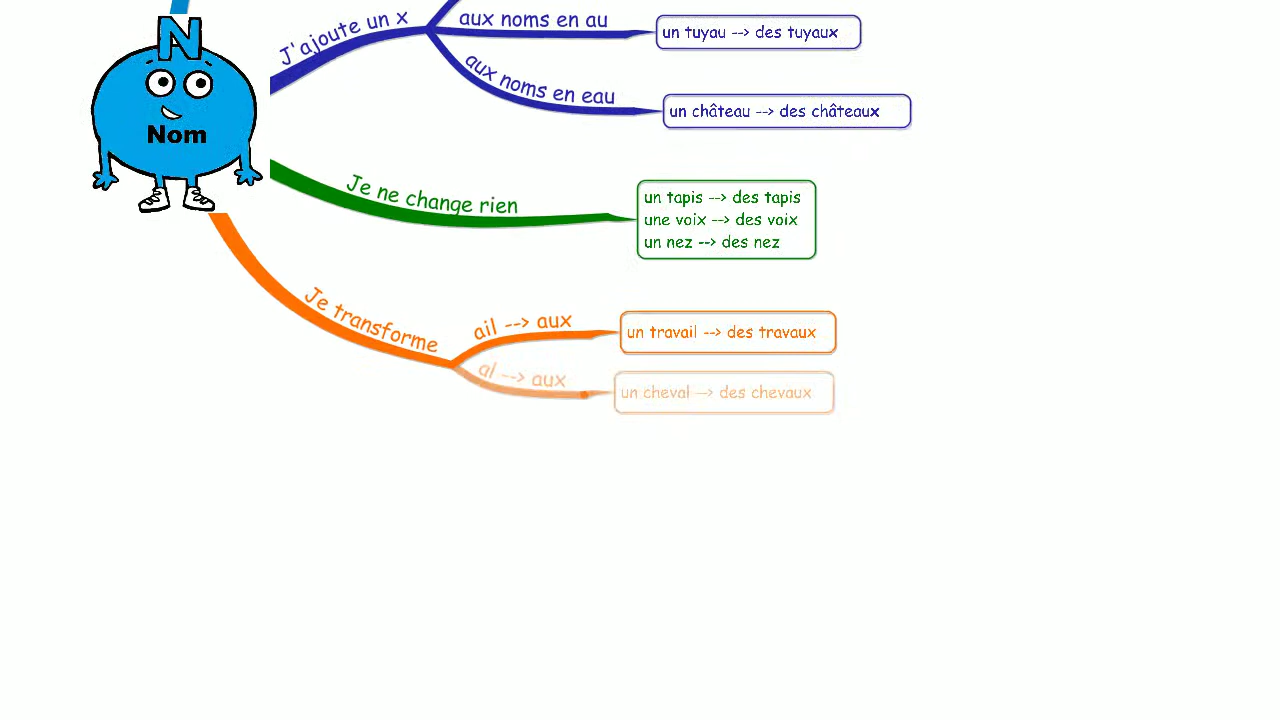 N
Nom
J'ajoute un x
aux noms en au
un tuyau --> des tuyaux
aux noms en eau
un château --> des châteaux
Je ne change rien
un tapis --> des tapis
une voix --> des voix
un nez --> des nez
Je transforme
ail --> aux
un travail --> des travaux
al --> aux
un cheval --> des chevaux